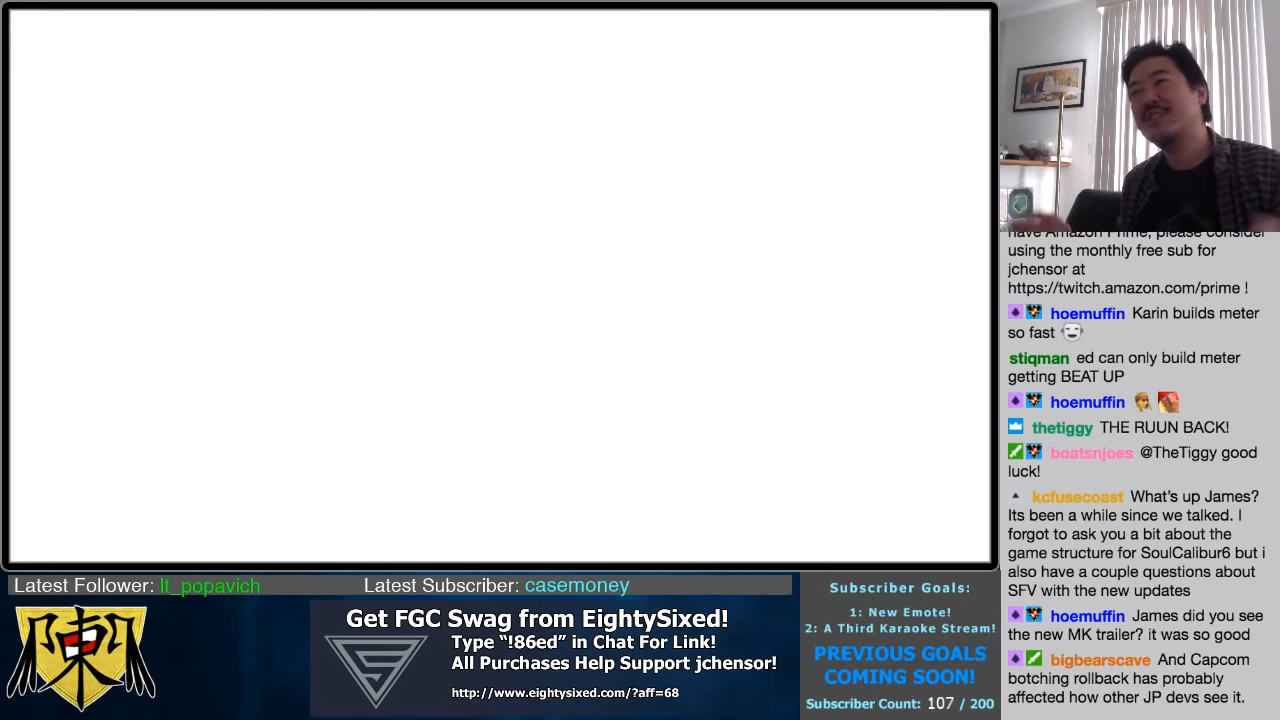 have Amazon Prime, please consider
using the monthly free sub for
jchensor at
https://twitch.amazon.com/prime !
hoemuffin Karin builds meter
so fast
stiqman ed can only build meter
getting BEAT UP
hoemuffin
thetiggy THE RUUN BACK!
boatsnjoes @TheTiggy good
luck!
kcfusecoast What's up James?
Its been a while since we talked. I
forgot to ask you a bit about the
game structure for SoulCalibur6 but i
also have a couple questions about
SFV with the new updates
hoemuffin James did you see
the new MK trailer? it was so good
bigbearscave And Capcom
botching rollback has probably
affected how other JP devs see it.
Latest Follower: lt_popavich
Latest Subscriber: casemoney
Get FGC Swag from EightySixed!
Type “!86ed” in Chat For Link!
All Purchases Help Support jchensor!
http://www.eightysixed.com/?aff=68
Subscriber Goals:
1: New Emote!
2: A Third Karaoke Stream!
PREVIOUS GOALS
COMING SOON!
Subscriber Count: 107 / 200